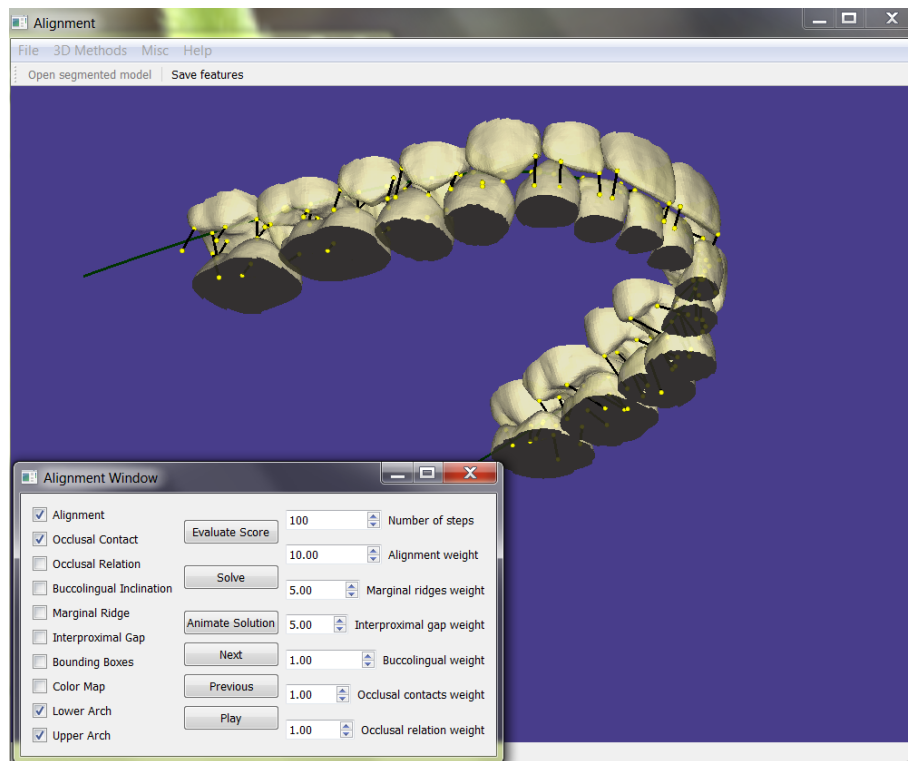 Alignment
File 3D Methods Misc Help
Open segmented model Save features
Alignment Window
Alignment
Occlusal Contact
Occlusal Relation
Buccolingual Inclination
Marginal Ridge
Interproximal Gap
Bounding Boxes
Color Map
Lower Arch
Upper Arch
Evaluate Score
Solve
Animate Solution
Next
Previous
Play
100 Number of steps
10.00 Alignment weight
5.00 Marginal ridges weight
5.00 Interproximal gap weight
1.00 Buccolingual weight
1.00 Occlusal contacts weight
1.00 Occlusal relation weight